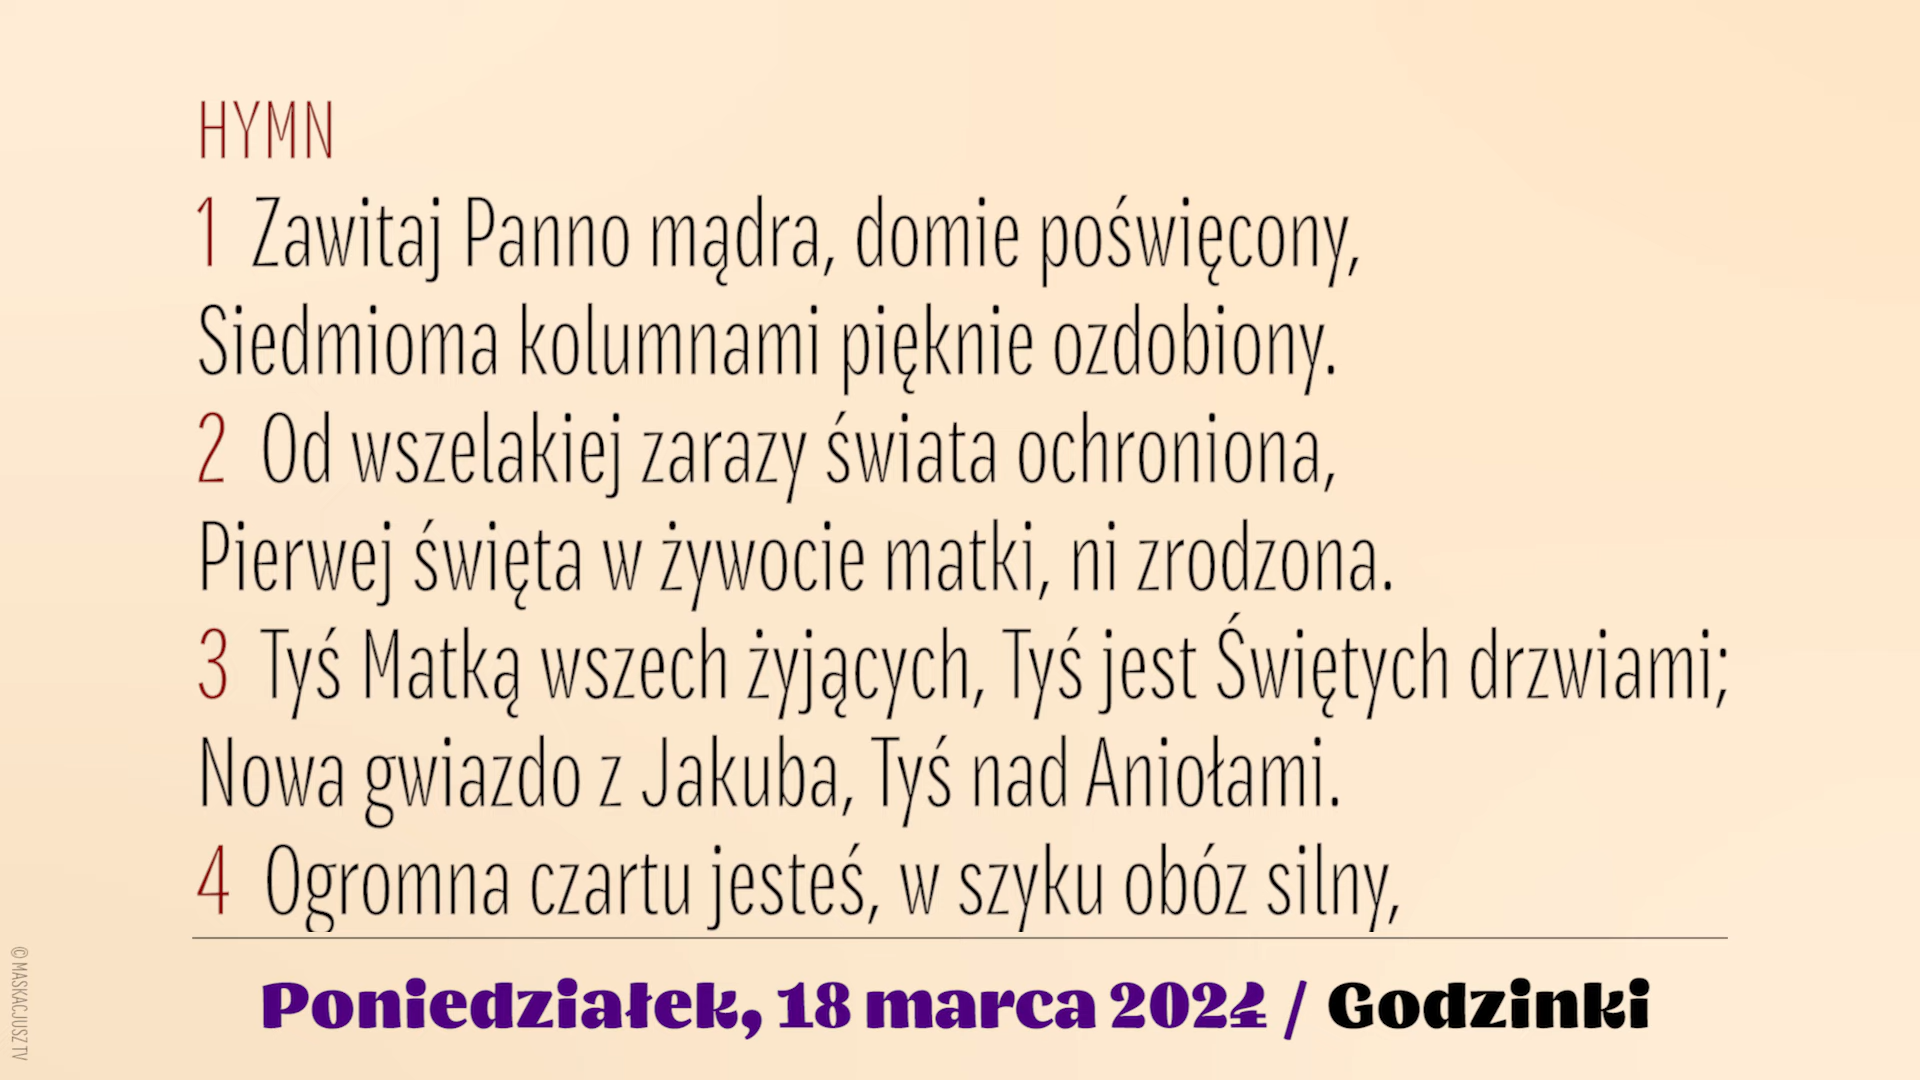 HYMN
1 Zawitaj Panno mądra, domie poświęcony,
Siedmioma kolumnami pięknie ozdobiony.
2 Od wszelakiej zarazy świata ochroniona,
Pierwej święta w żywocie matki, ni zrodzona.
3 Tyś Matką wszech żyjących, Tyś jest Świętych drzwiami;
Nowa gwiazdo z Jakuba, Tyś nad Aniołami.
4 Ogromna czartu jesteś, w szyku obóz silny,
Poniedziałek, 18 marca 2024 / Godzinki
© MASKACJUSZ TV